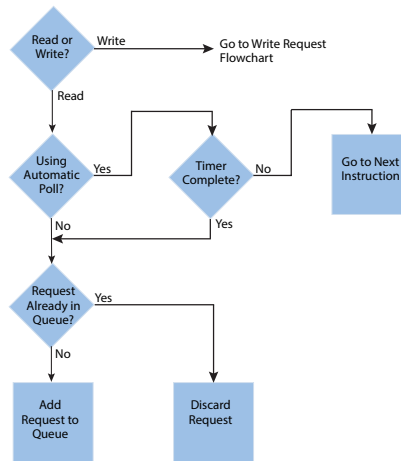 Read or
Write?
Write
Go to Write Request
Flowchart
Read
Using
Automatic
Poll?
Yes
Timer
Complete?
No
Go to Next
Instruction
No
Yes
Request
Already in
Queue?
Yes
No
Add
Request to
Queue
Discard
Request